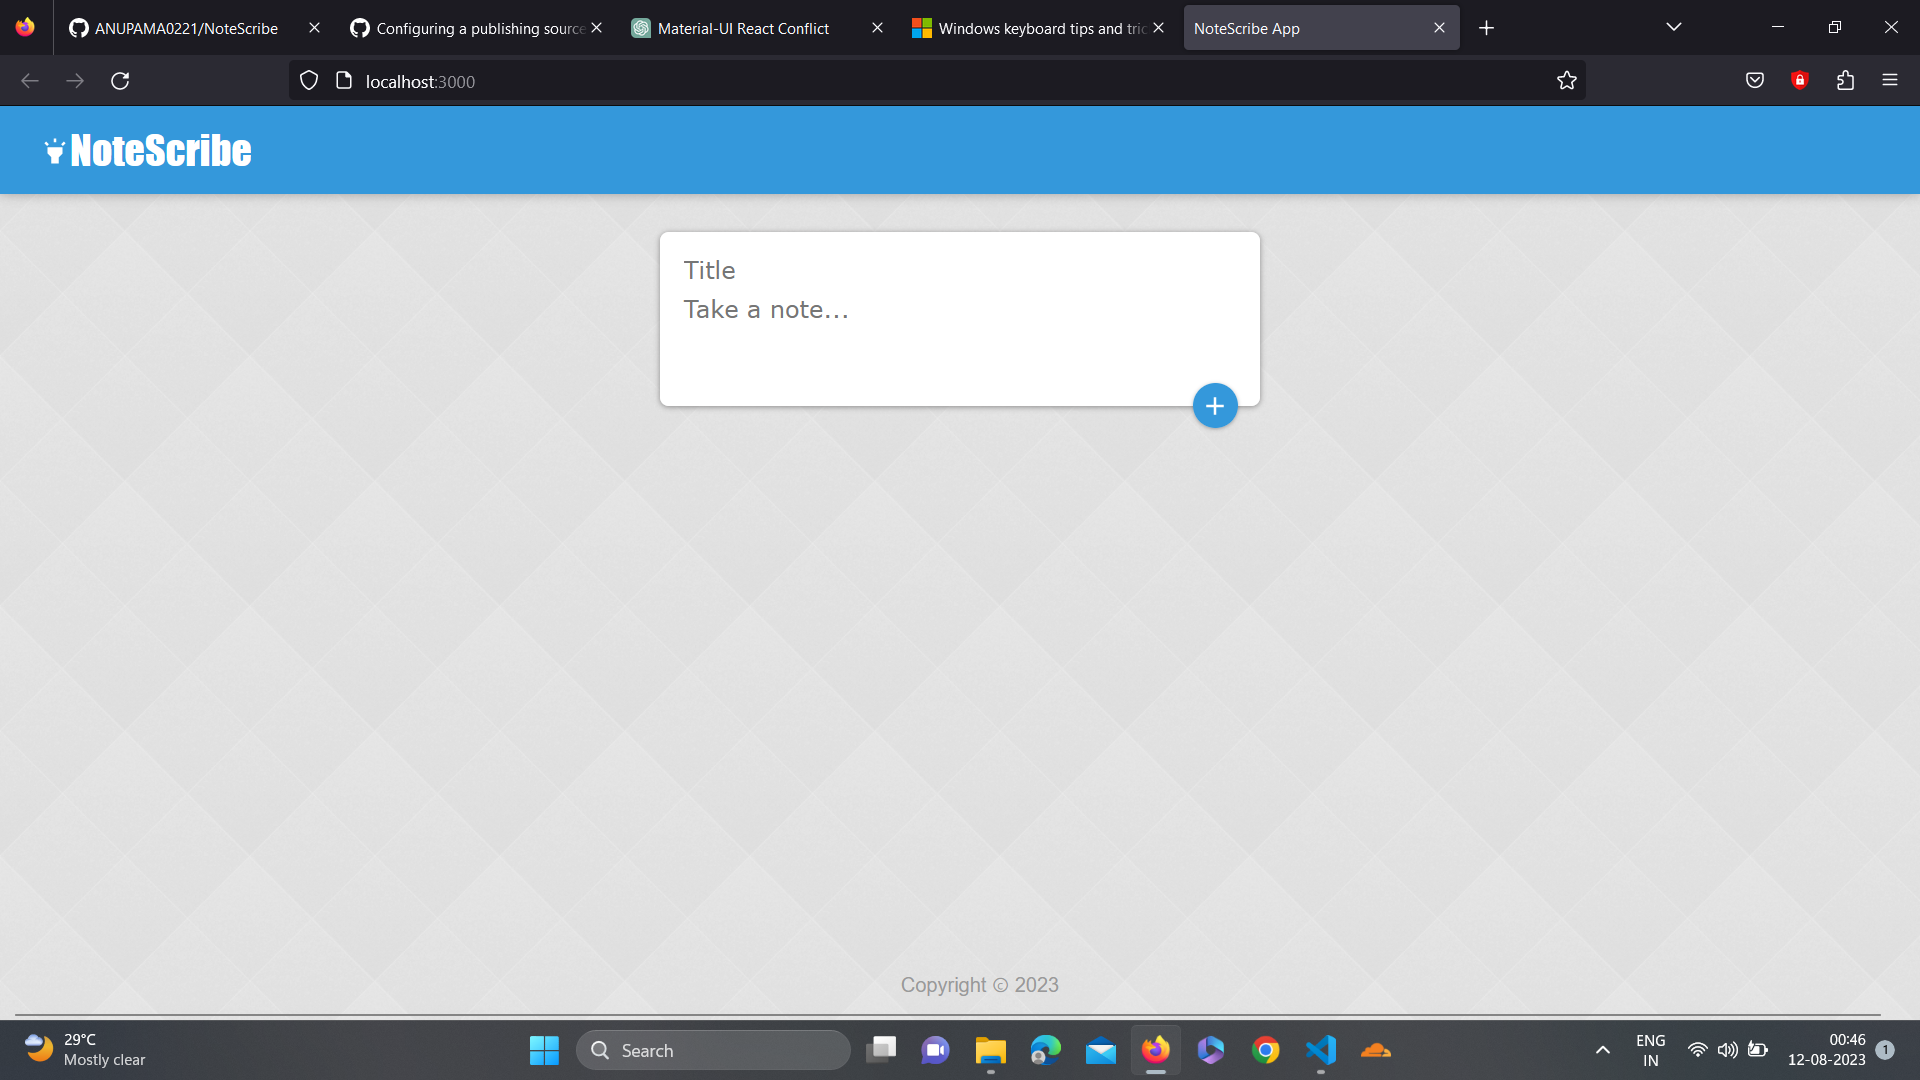 ANUPAMA0221/NoteScribe
Configuring a publishing source
Material-UI React Conflict
Windows keyboard tips and tric
NoteScribe App
localhost:3000
NoteScribe
Title
Take a note...
Copyright © 2023
29°C
Mostly clear
Search
ENG
IN
00:46
12-08-2023
1